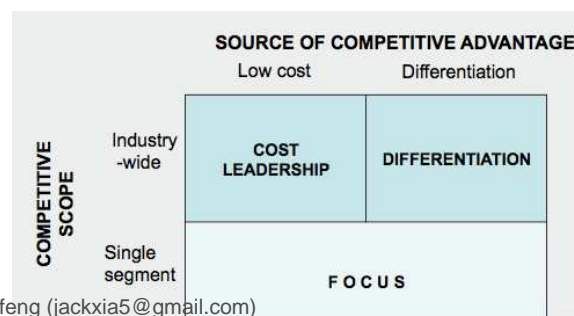 SOURCE OF COMPETITIVE ADVANTAGE
Low cost Differentiation
COMPETITIVE
SCOPE
Industry
-wide
COST
LEADERSHIP
DIFFERENTIATION
Single
segment
FOCUS
feng (jackxia5@gmail.com)